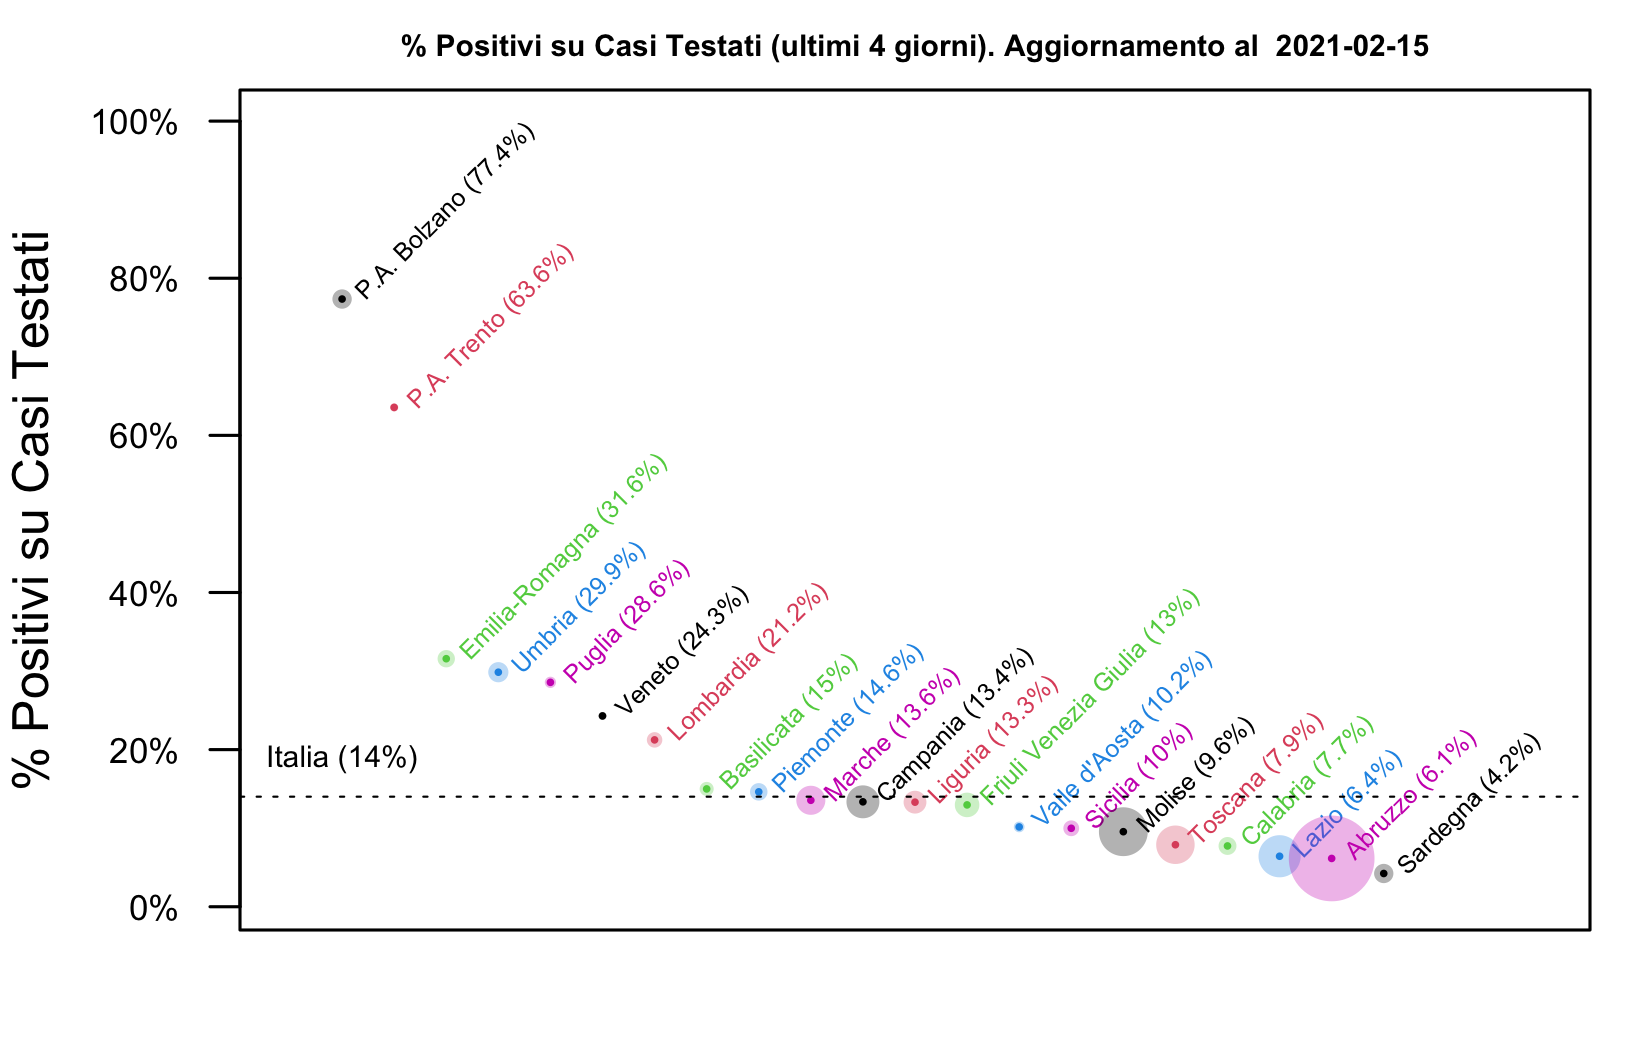 % Positivi su Casi Testati (ultimi 4 giorni). Aggiornamento al  2021-02-15
% Positivi su Casi Testati
100%
80%
60%
40%
20%
0%
Italia (14%)
P.A. Bolzano (77.4%)
P.A. Trento (63.6%)
Emilia-Romagna (31.6%)
Umbria (29.9%)
Puglia (28.6%)
Veneto (24.3%)
Lombardia (21.2%)
Basilicata (15%)
Piemonte (14.6%)
Marche (13.6%)
Campania (13.4%)
Liguria (13.3%)
Friuli Venezia Giulia (13%)
Valle d'Aosta (10.2%)
Sicilia (10%)
Molise (9.6%)
Toscana (7.9%)
Calabria (7.7%)
Lazio (6.4%)
Abruzzo (6.1%)
Sardegna (4.2%)